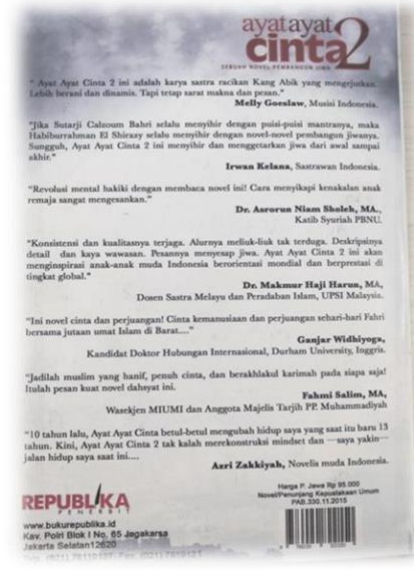 ayat ayat
cinta2
SEBUAH NOVEL PEMBANGUN JIWA
" Ayat Ayat Cinta 2 ini adalah karya sastra racikan Kang Abik yang mengejutkan.
Lebih berani dan dinamis. Tapi tetap sarat makna dan pesan."
Melly Goeslaw, Musisi Indonesia.
"Jika Sutarji Calzoum Bahri selalu menyihir dengan puisi-puisi mantranya, maka
Habiburrahman El Shirazy selalu menyihir dengan novel-novel pembangun jiwanya.
Sungguh, Ayat Ayat Cinta 2 ini menyihir dan menggetarkan jiwa dari awal sampai
akhir."
Irwan Kelana, Sastrawan Indonesia.
"Revolusi mental hakiki dengan membaca novel ini! Cara menyikapi kenakalan anak
remaja sangat mengesankan."
Dr. Asrorun Niam Sholeh, MA.,
Katib Syuriah PBNU.
"Konsistensi dan kualitasnya terjaga. Alurnya meliuk-liuk tak terduga. Deskripsinya
detail dan kaya wawasan. Pesannya menyesap jiwa. Ayat Ayat Cinta 2 ini akan
menginspirasi anak-anak muda Indonesia berorientasi mondial dan berprestasi di
tingkat global."
Dr. Makmur Haji Harun, MA,
Dosen Sastra Melayu dan Peradaban Islam, UPSI Malaysia.
"Ini novel cinta dan perjuangan! Cinta kemanusiaan dan perjuangan sehari-hari Fahri
bersama jutaan umat Islam di Barat...."
Ganjar Widhiyoga,
Kandidat Doktor Hubungan Internasional, Durham University, Inggris.
"Jadilah muslim yang hanif, penuh cinta, dan berakhlakul karimah pada siapa saja!
Itulah pesan kuat novel dahsyat ini.
Fahmi Salim, MA,
Wasekjen MIUMI dan Anggota Majelis Tarjih PP. Muhammadiyah
"10 tahun lalu, Ayat Ayat Cinta betul-betul mengubah hidup saya yang saat itu baru 13
tahun. Kini, Ayat Ayat Cinta 2 tak kalah merekonstruksi mindset dan —saya yakin—
jalan hidup saya saat ini....
Azri Zakkiyah, Novelis muda Indonesia.
Harga P. Jawa Rp 95.000
Novel/Penunjang Kepustakaan Umum
PAB.330.11.2015
REPUBLIKA
PENERBIT
www.bukurepublika.id
Kav. Polri Blok I No. 65 Jagakarsa
Jakarta Selatan12620